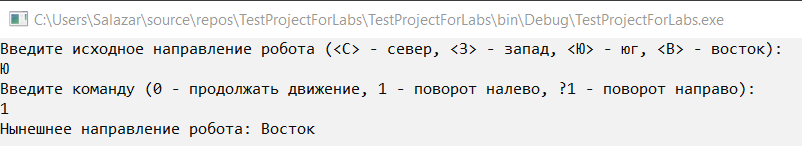 C:\Users\Salazar\source\repos\TestProjectForLabs\TestProjectForLabs\bin\Debug\TestProjectForLabs.exe
Введите исходное направление робота (<С> - север, <З> - запад, <Ю> - юг, <В> - восток):
Ю
Введите команду (0 - продолжать движение, 1 - поворот налево, ?1 - поворот направо):
1
Нынешнее направление робота: Восток